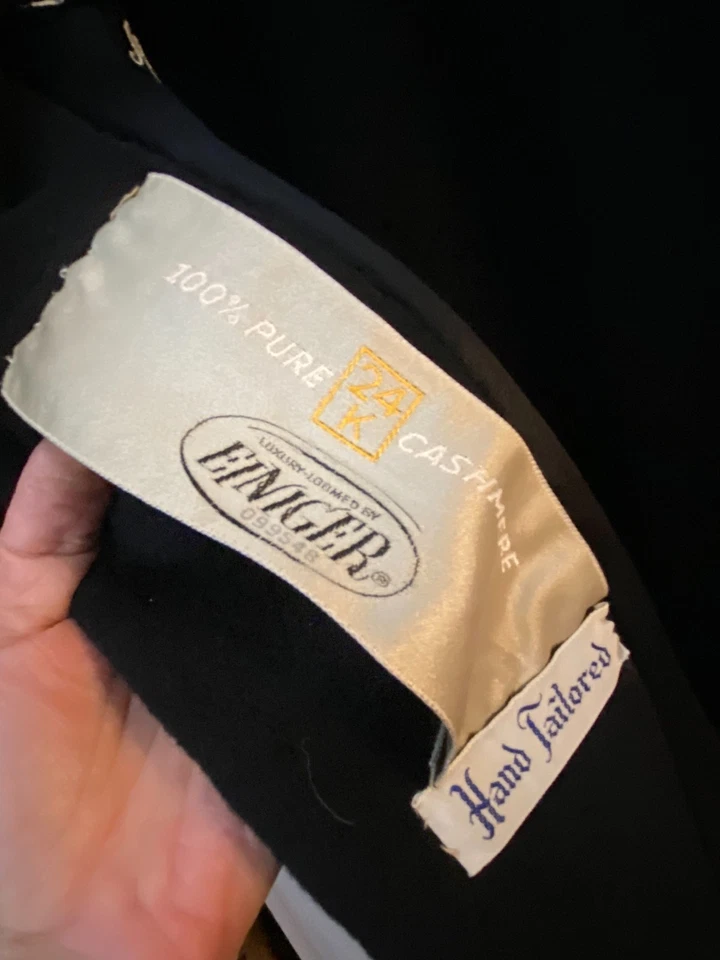 100% PURE 24 K CASHMERE
LUXURY-LOOMED BY
EINIGER®
099548
Hand Tailored